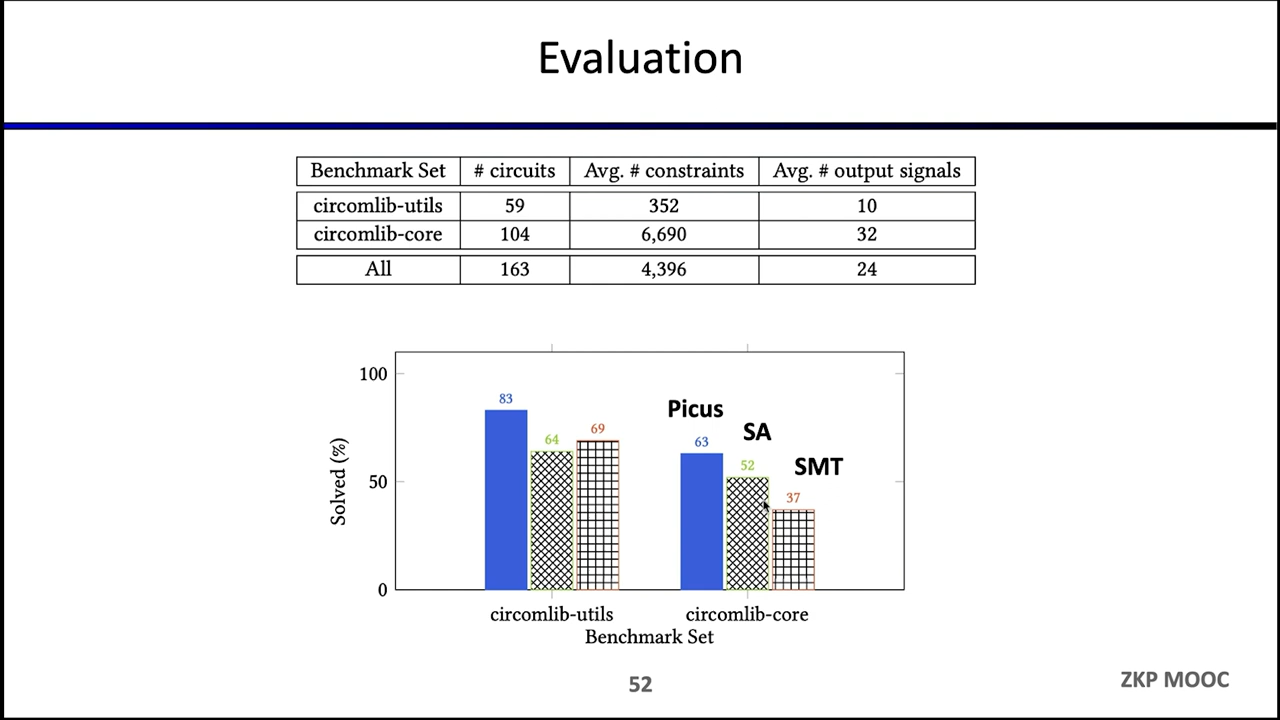 Evaluation
Benchmark Set # circuits Avg. # constraints Avg. # output signals
circomlib-utils 59 352 10
circomlib-core 104 6,690 32
All 163 4,396 24
100
50
0
Solved (%)
83
64
69
Picus
63
SA
52
SMT
37
circomlib-utils circomlib-core
Benchmark Set
52
ZKP MOOC